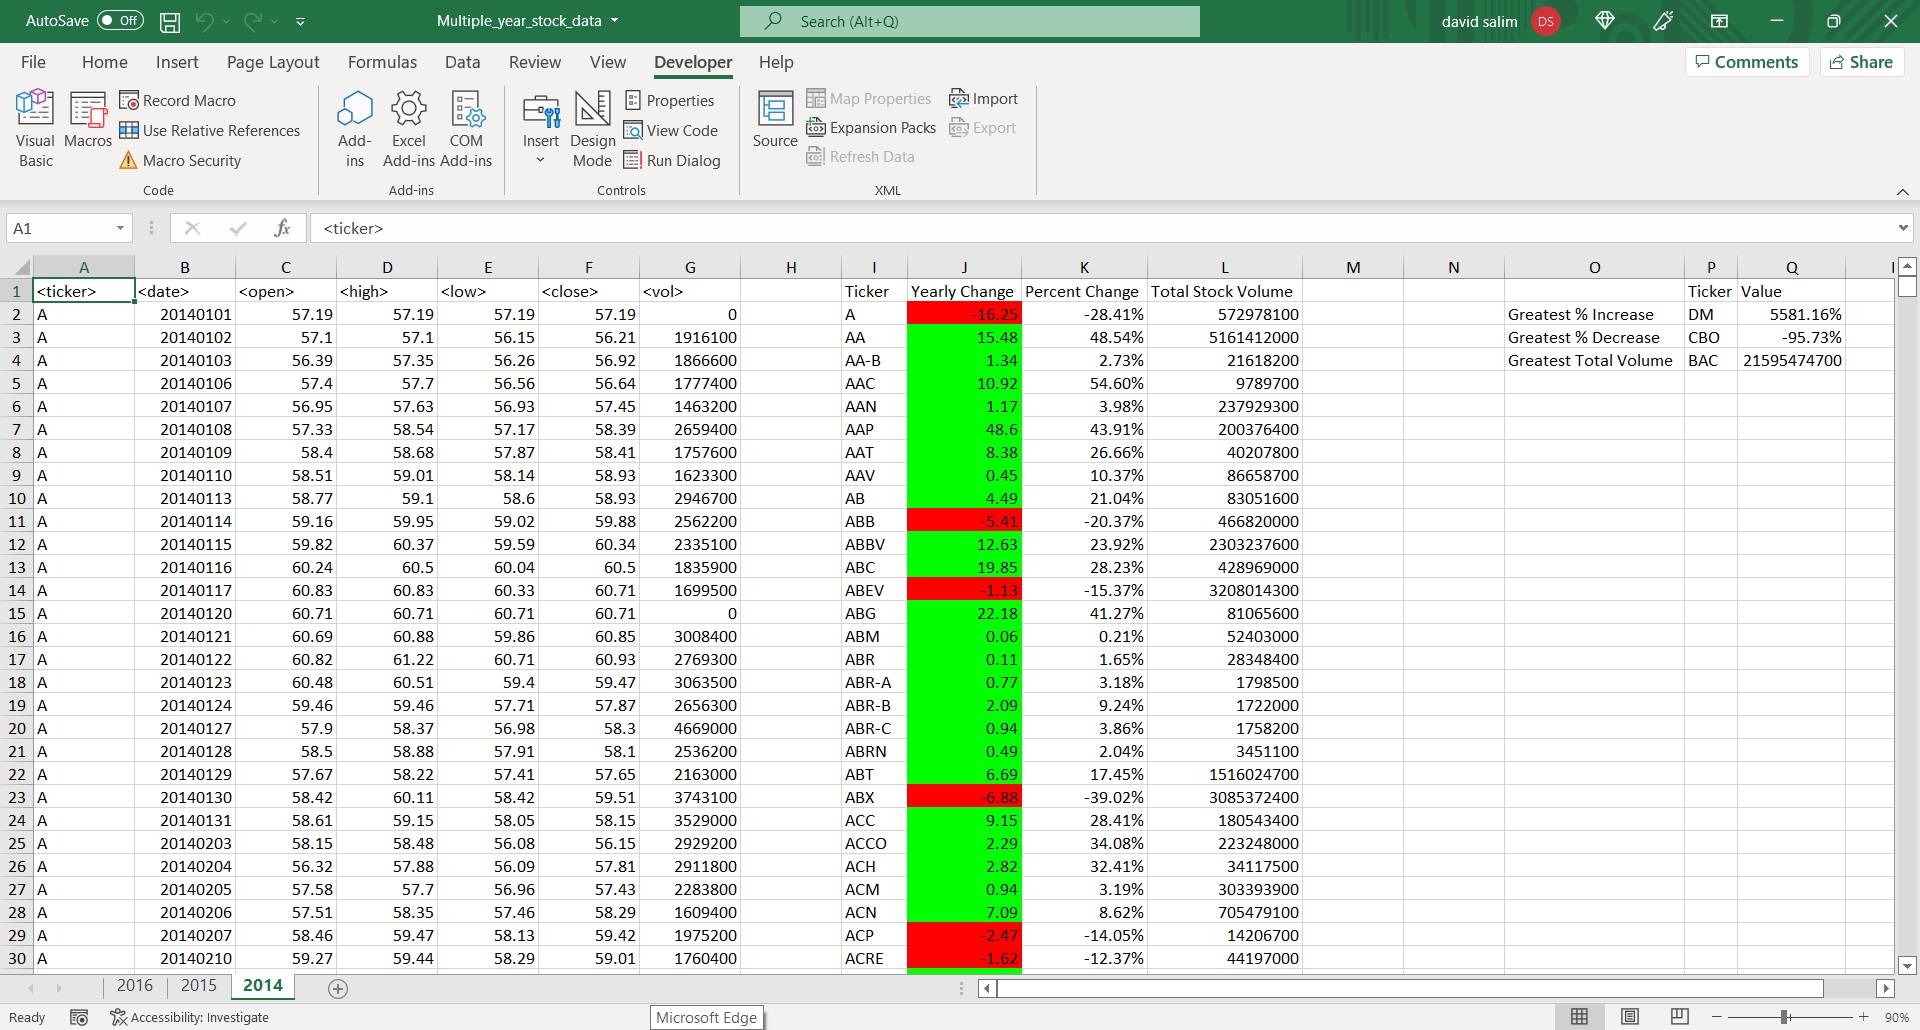 AutoSave Off Multiple_year_stock_data Search (Alt+Q) david salim DS
File Home Insert Page Layout Formulas Data Review View Developer Help Comments Share
Visual Basic Macros Record Macro Use Relative References Macro Security Code
Add-ins Excel Add-ins COM Add-ins Add-ins
Insert Design Mode Properties View Code Run Dialog Controls
Source Map Properties Expansion Packs Refresh Data Import Export XML
A1 fx <ticker>
A B C D E F G H I J K L M N O P Q
1 <ticker> <date> <open> <high> <low> <close> <vol> Ticker Yearly Change Percent Change Total Stock Volume Ticker Value
2 A 20140101 57.19 57.19 57.19 57.19 0 A -16.25 -28.41% 572978100 Greatest % Increase DM 5581.16%
3 A 20140102 57.1 57.1 56.15 56.21 1916100 AA 15.48 48.54% 5161412000 Greatest % Decrease CBO -95.73%
4 A 20140103 56.39 57.35 56.26 56.92 1866600 AA-B 1.34 2.73% 21618200 Greatest Total Volume BAC 21595474700
5 A 20140106 57.4 57.7 56.56 56.64 1777400 AAC 10.92 54.60% 9789700
6 A 20140107 56.95 57.63 56.93 57.45 1463200 AAN 1.17 3.98% 237929300
7 A 20140108 57.33 58.54 57.17 58.39 2659400 AAP 48.6 43.91% 200376400
8 A 20140109 58.4 58.68 57.87 58.41 1757600 AAT 8.38 26.66% 40207800
9 A 20140110 58.51 59.01 58.14 58.93 1623300 AAV 0.45 10.37% 86658700
10 A 20140113 58.77 59.1 58.6 58.93 2946700 AB 4.49 21.04% 83051600
11 A 20140114 59.16 59.95 59.02 59.88 2562200 ABB -5.41 -20.37% 466820000
12 A 20140115 59.82 60.37 59.59 60.34 2335100 ABBV 12.63 23.92% 2303237600
13 A 20140116 60.24 60.5 60.04 60.5 1835900 ABC 19.85 28.23% 428969000
14 A 20140117 60.83 60.83 60.33 60.71 1699500 ABEV -1.13 -15.37% 3208014300
15 A 20140120 60.71 60.71 60.71 60.71 0 ABG 22.18 41.27% 81065600
16 A 20140121 60.69 60.88 59.86 60.85 3008400 ABM 0.06 0.21% 52403000
17 A 20140122 60.82 61.22 60.71 60.93 2769300 ABR 0.11 1.65% 28348400
18 A 20140123 60.48 60.51 59.4 59.47 3063500 ABR-A 0.77 3.18% 1798500
19 A 20140124 59.46 59.46 57.71 57.87 2656300 ABR-B 2.09 9.24% 1722000
20 A 20140127 57.9 58.37 56.98 58.3 4669000 ABR-C 0.94 3.86% 1758200
21 A 20140128 58.5 58.88 57.91 58.1 2536200 ABRN 0.49 2.04% 3451100
22 A 20140129 57.67 58.22 57.41 57.65 2163000 ABT 6.69 17.45% 1516024700
23 A 20140130 58.42 60.11 58.42 59.51 3743100 ABX -6.88 -39.02% 3085372400
24 A 20140131 58.61 59.15 58.05 58.15 3529000 ACC 9.15 28.41% 180543400
25 A 20140203 58.15 58.48 56.08 56.15 2929200 ACCO 2.29 34.08% 223248000
26 A 20140204 56.32 57.88 56.09 57.81 2911800 ACH 2.82 32.41% 34117500
27 A 20140205 57.58 57.7 56.96 57.43 2283800 ACM 0.94 3.19% 303393900
28 A 20140206 57.51 58.35 57.46 58.29 1609400 ACN 7.09 8.62% 705479100
29 A 20140207 58.46 59.47 58.13 59.42 1975200 ACP -2.47 -14.05% 14206700
30 A 20140210 59.27 59.44 58.29 59.01 1760400 ACRE -1.62 -12.37% 44197000
2016 2015 2014
Ready Accessibility: Investigate Microsoft Edge 90%